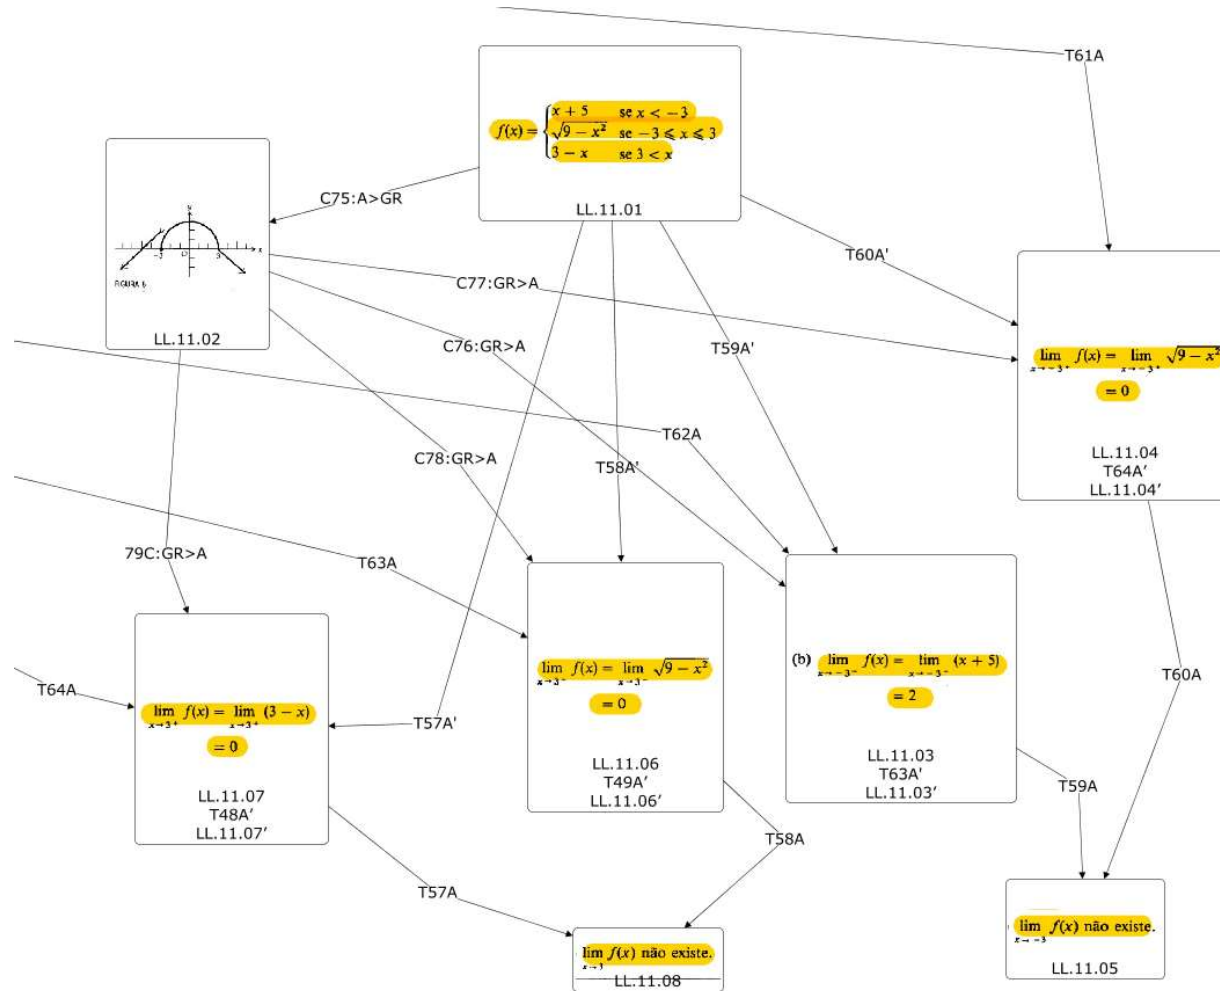 T61A
f(x) = { x + 5 se x < −3
√9 − x² se −3 ⩽ x ⩽ 3
3 − x se 3 < x
LL.11.01
C75:A>GR
y
-3 3 x
FIGURA
LL.11.02
T60A'
C77:GR>A
C76:GR>A
T59A'
lim f(x) = lim √9 − x²
x→−3⁺ x→−3⁺
= 0
LL.11.04
T64A'
LL.11.04'
T62A
C78:GR>A
T58A'
79C:GR>A
T63A
T64A
lim f(x) = lim (3 − x)
x→3⁺ x→3⁺
= 0
LL.11.07
T48A'
LL.11.07'
T57A'
lim f(x) = lim √9 − x²
x→3⁻ x→3⁻
= 0
LL.11.06
T49A'
LL.11.06'
(b) lim f(x) = lim (x + 5)
x→−3⁻ x→−3⁻
= 2
LL.11.03
T63A'
LL.11.03'
T60A
T59A
T58A
T57A
lim f(x) não existe.
x→3
LL.11.08
lim f(x) não existe.
x→−3
LL.11.05